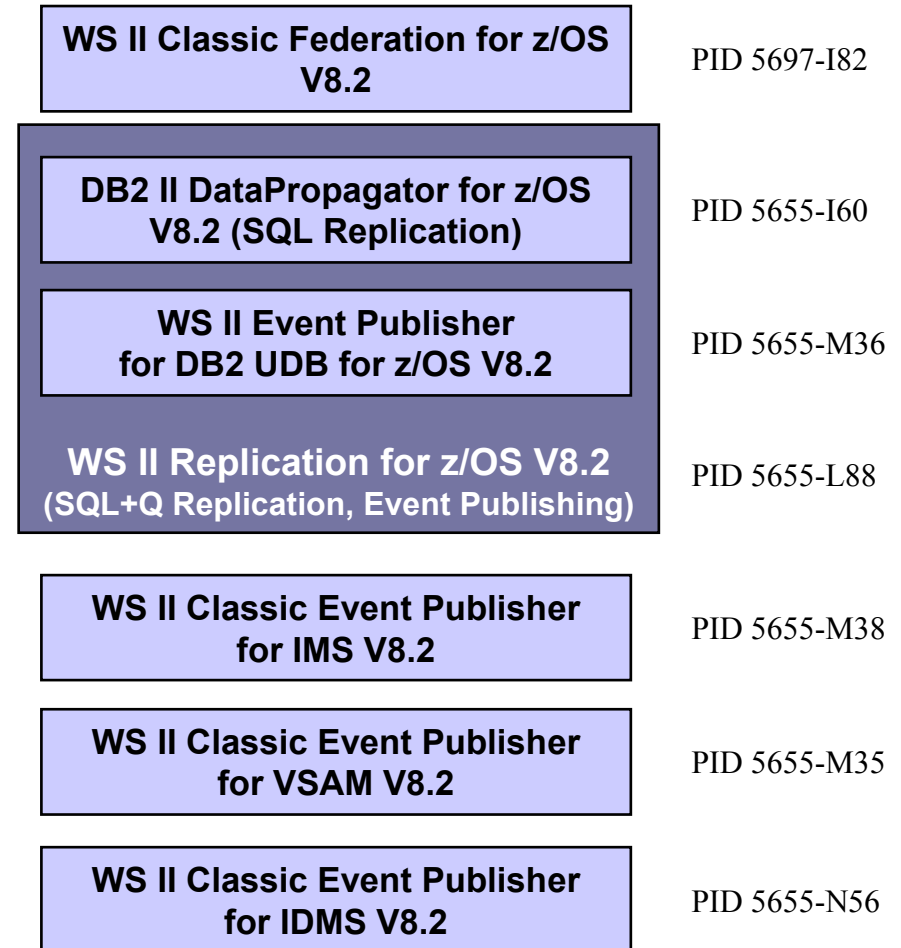 WS II Classic Federation for z/OS
V8.2
PID 5697-I82
DB2 II DataPropagator for z/OS
V8.2 (SQL Replication)
PID 5655-I60
WS II Event Publisher
for DB2 UDB for z/OS V8.2
PID 5655-M36
WS II Replication for z/OS V8.2
(SQL+Q Replication, Event Publishing)
PID 5655-L88
WS II Classic Event Publisher
for IMS V8.2
PID 5655-M38
WS II Classic Event Publisher
for VSAM V8.2
PID 5655-M35
WS II Classic Event Publisher
for IDMS V8.2
PID 5655-N56